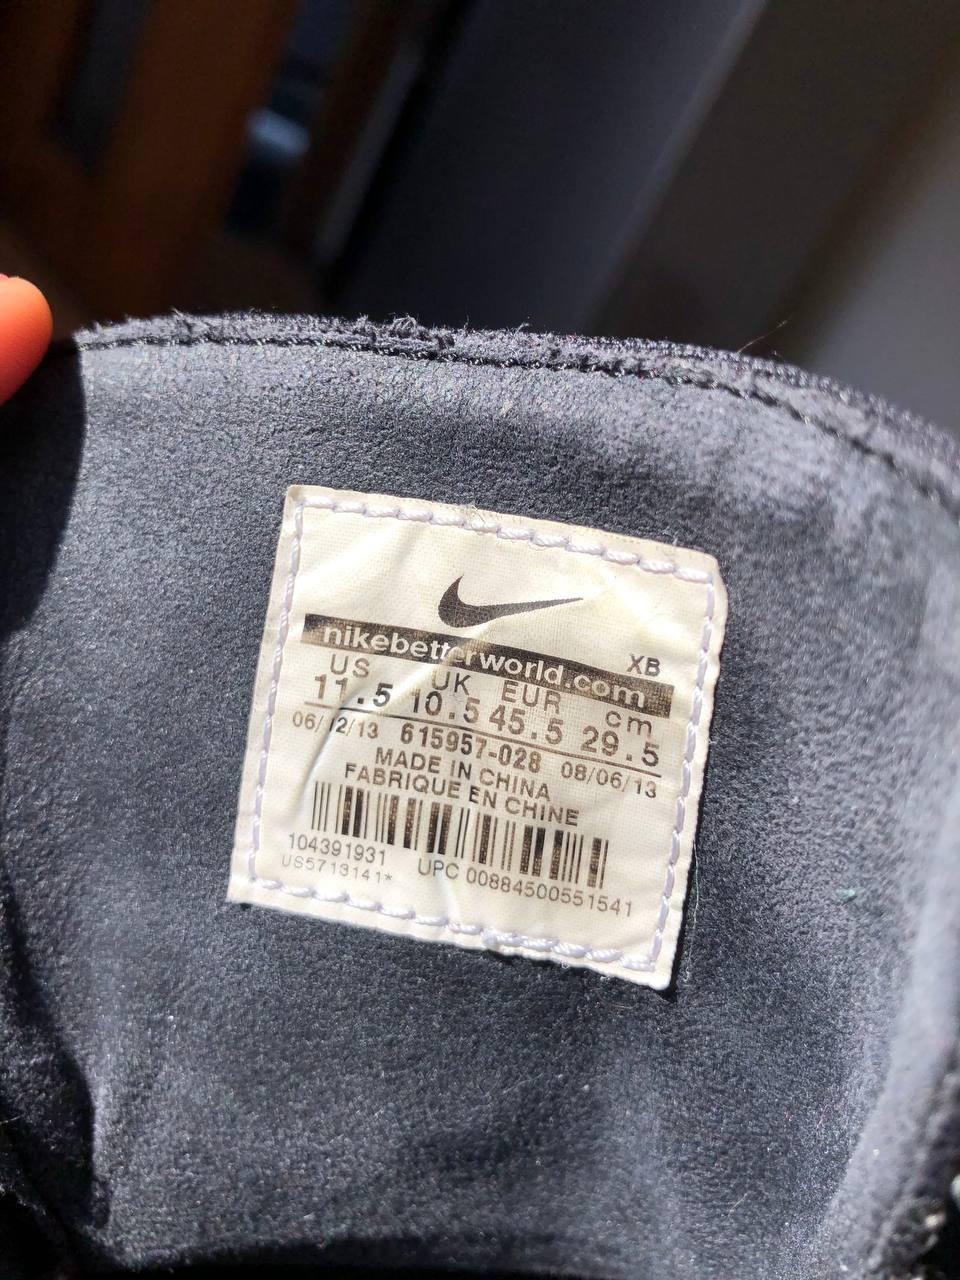 nikebetterworld.com
XB
US UK EUR cm
11.5 10.5 45.5 29.5
06/12/13 615957-028 08/06/13
MADE IN CHINA
FABRIQUE EN CHINE
104391931 UPC 00884500551541
US5713141*